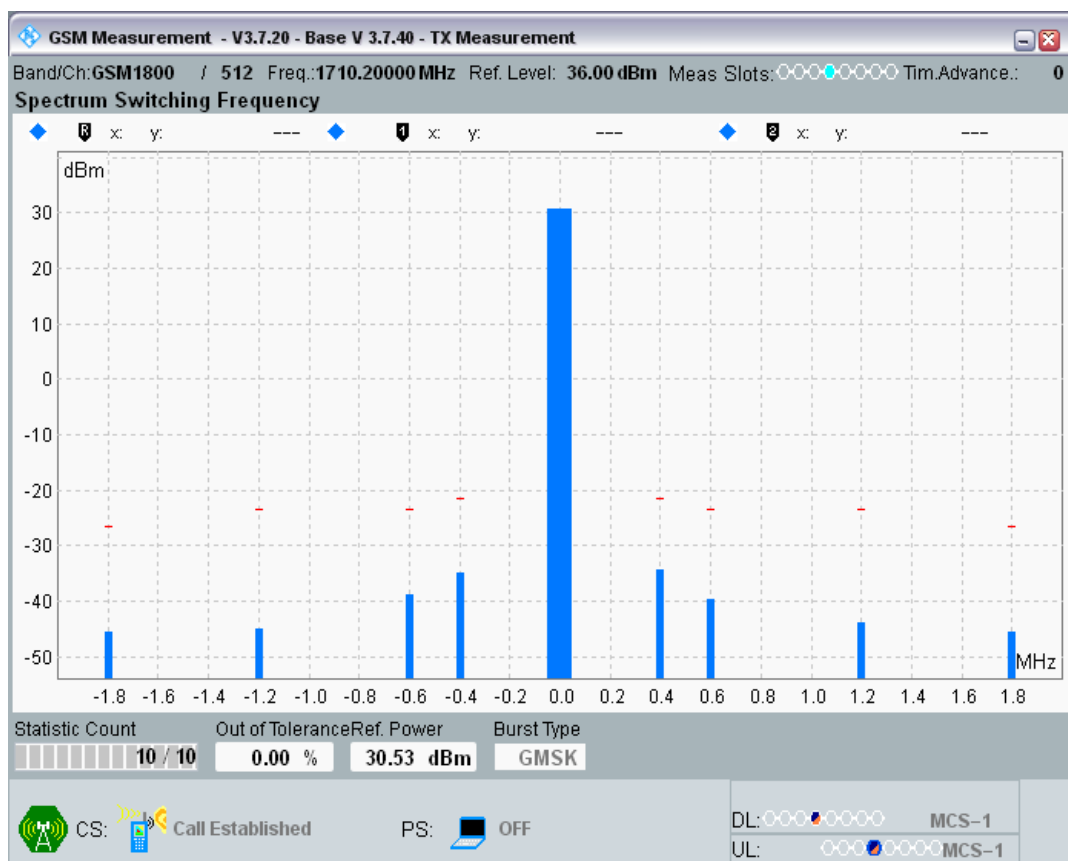 GSM Measurement - V3.7.20 - Base V 3.7.40 - TX Measurement
Band/Ch:GSM1800 / 512 Freq.:1710.20000 MHz Ref. Level: 36.00 dBm Meas Slots: Tim.Advance.: 0
Spectrum Switching Frequency
R x: y: --- 1 x: y: --- 2 x: y: ---
dBm
30
20
10
0
-10
-20
-30
-40
-50
MHz
-1.8 -1.6 -1.4 -1.2 -1.0 -0.8 -0.6 -0.4 -0.2 0.0 0.2 0.4 0.6 0.8 1.0 1.2 1.4 1.6 1.8
Statistic Count Out of Tolerance Ref. Power Burst Type
10 / 10 0.00 % 30.53 dBm GMSK
CS: Call Established PS: OFF
DL: MCS-1
UL: MCS-1